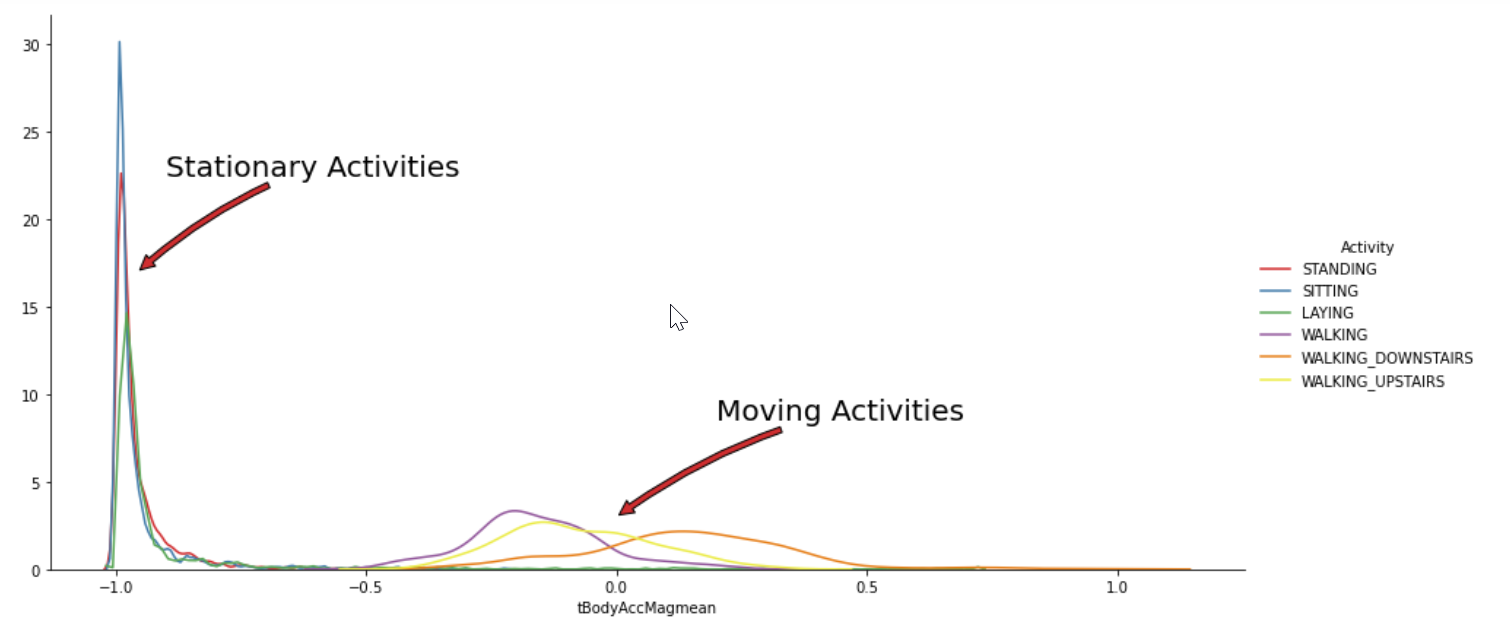 30
25
20
15
10
5
0
Stationary Activities
Moving Activities
−1.0
−0.5
0.0
0.5
1.0
tBodyAccMagmean
Activity
STANDING
SITTING
LAYING
WALKING
WALKING_DOWNSTAIRS
WALKING_UPSTAIRS